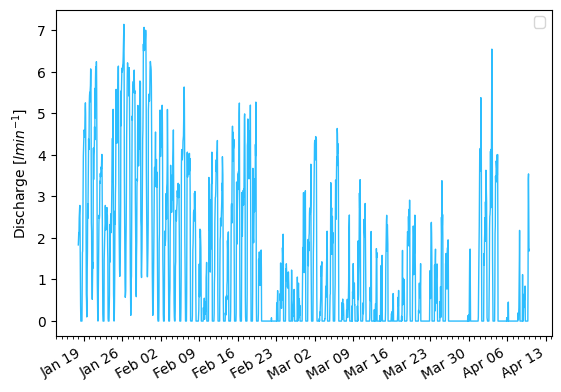 7
6
5
4
3
2
1
0
Discharge [lmin⁻¹]
Jan 19
Jan 26
Feb 02
Feb 09
Feb 16
Feb 23
Mar 02
Mar 09
Mar 16
Mar 23
Mar 30
Apr 06
Apr 13